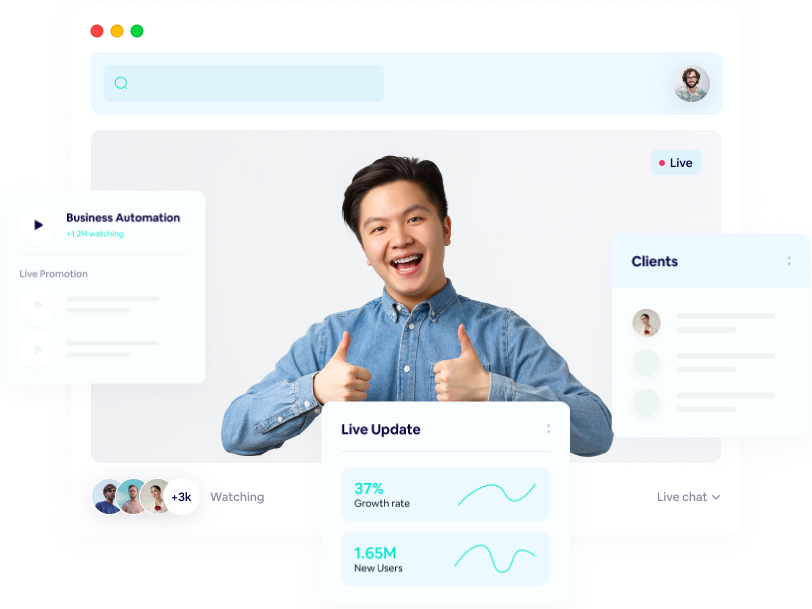 Live
Business Automation
+1.2M watching
Live Promotion
Clients
Live Update
37%
Growth rate
1.65M
New Users
+3k
Watching
Live chat